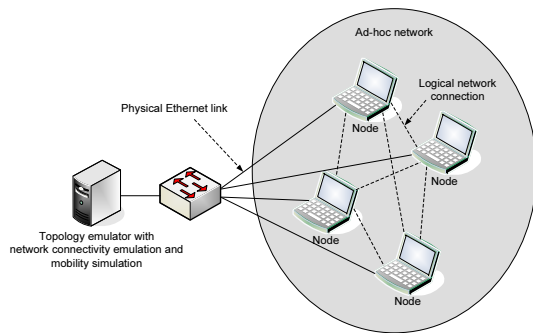 Ad-hoc network
Logical network
connection
Physical Ethernet link
Node
Node
Node
Node
Topology emulator with
network connectivity emulation and
mobility simulation